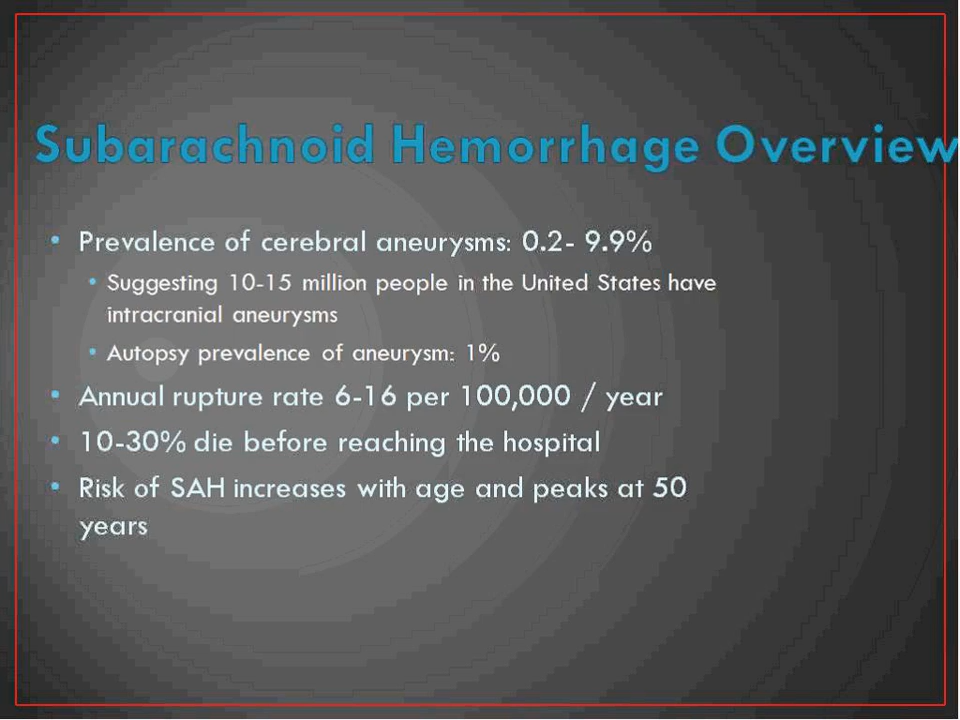 Subarachnoid Hemorrhage Overview
• Prevalence of cerebral aneurysms: 0.2- 9.9%
• Suggesting 10-15 million people in the United States have
intracranial aneurysms
• Autopsy prevalence of aneurysm: 1%
• Annual rupture rate 6-16 per 100,000 / year
• 10-30% die before reaching the hospital
• Risk of SAH increases with age and peaks at 50
years